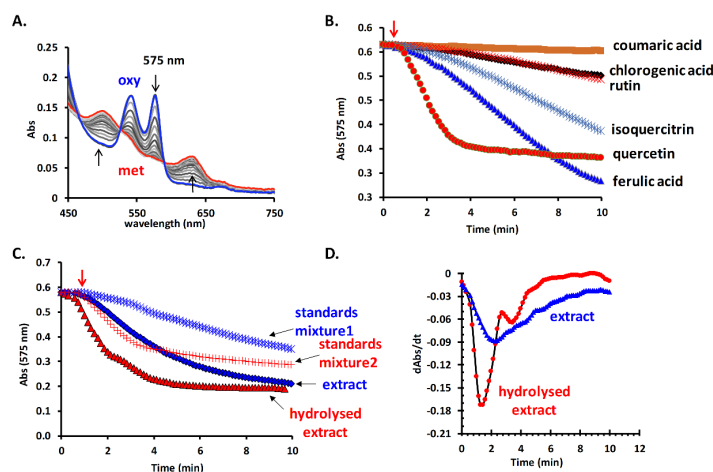 A.
575 nm
oxy
met
0.25
0.2
0.15
0.1
0.05
0
Abs
450
550
650
750
wavelength (nm)
B.
0.6
0.6
0.5
0.5
0.4
0.4
0.3
0.3
Abs (575 nm)
0
2
4
6
8
10
Time (min)
coumaric acid
chlorogenic acid
rutin
isoquercitrin
quercetin
ferulic acid
C.
0.7
0.6
0.5
0.4
0.3
0.2
0.1
0.0
Abs (575 nm)
0
2
4
6
8
10
Time (min)
standards
mixture1
standards
mixture2
extract
hydrolysed
extract
D.
0
-0.03
-0.06
-0.09
-0.12
-0.15
-0.18
-0.21
dAbs/dt
0
2
4
6
8
10
12
Time (min)
extract
hydrolysed
extract